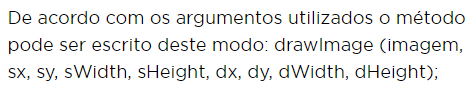 De acordo com os argumentos utilizados o método
pode ser escrito deste modo: drawImage (imagem,
sx, sy, sWidth, sHeight, dx, dy, dWidth, dHeight);